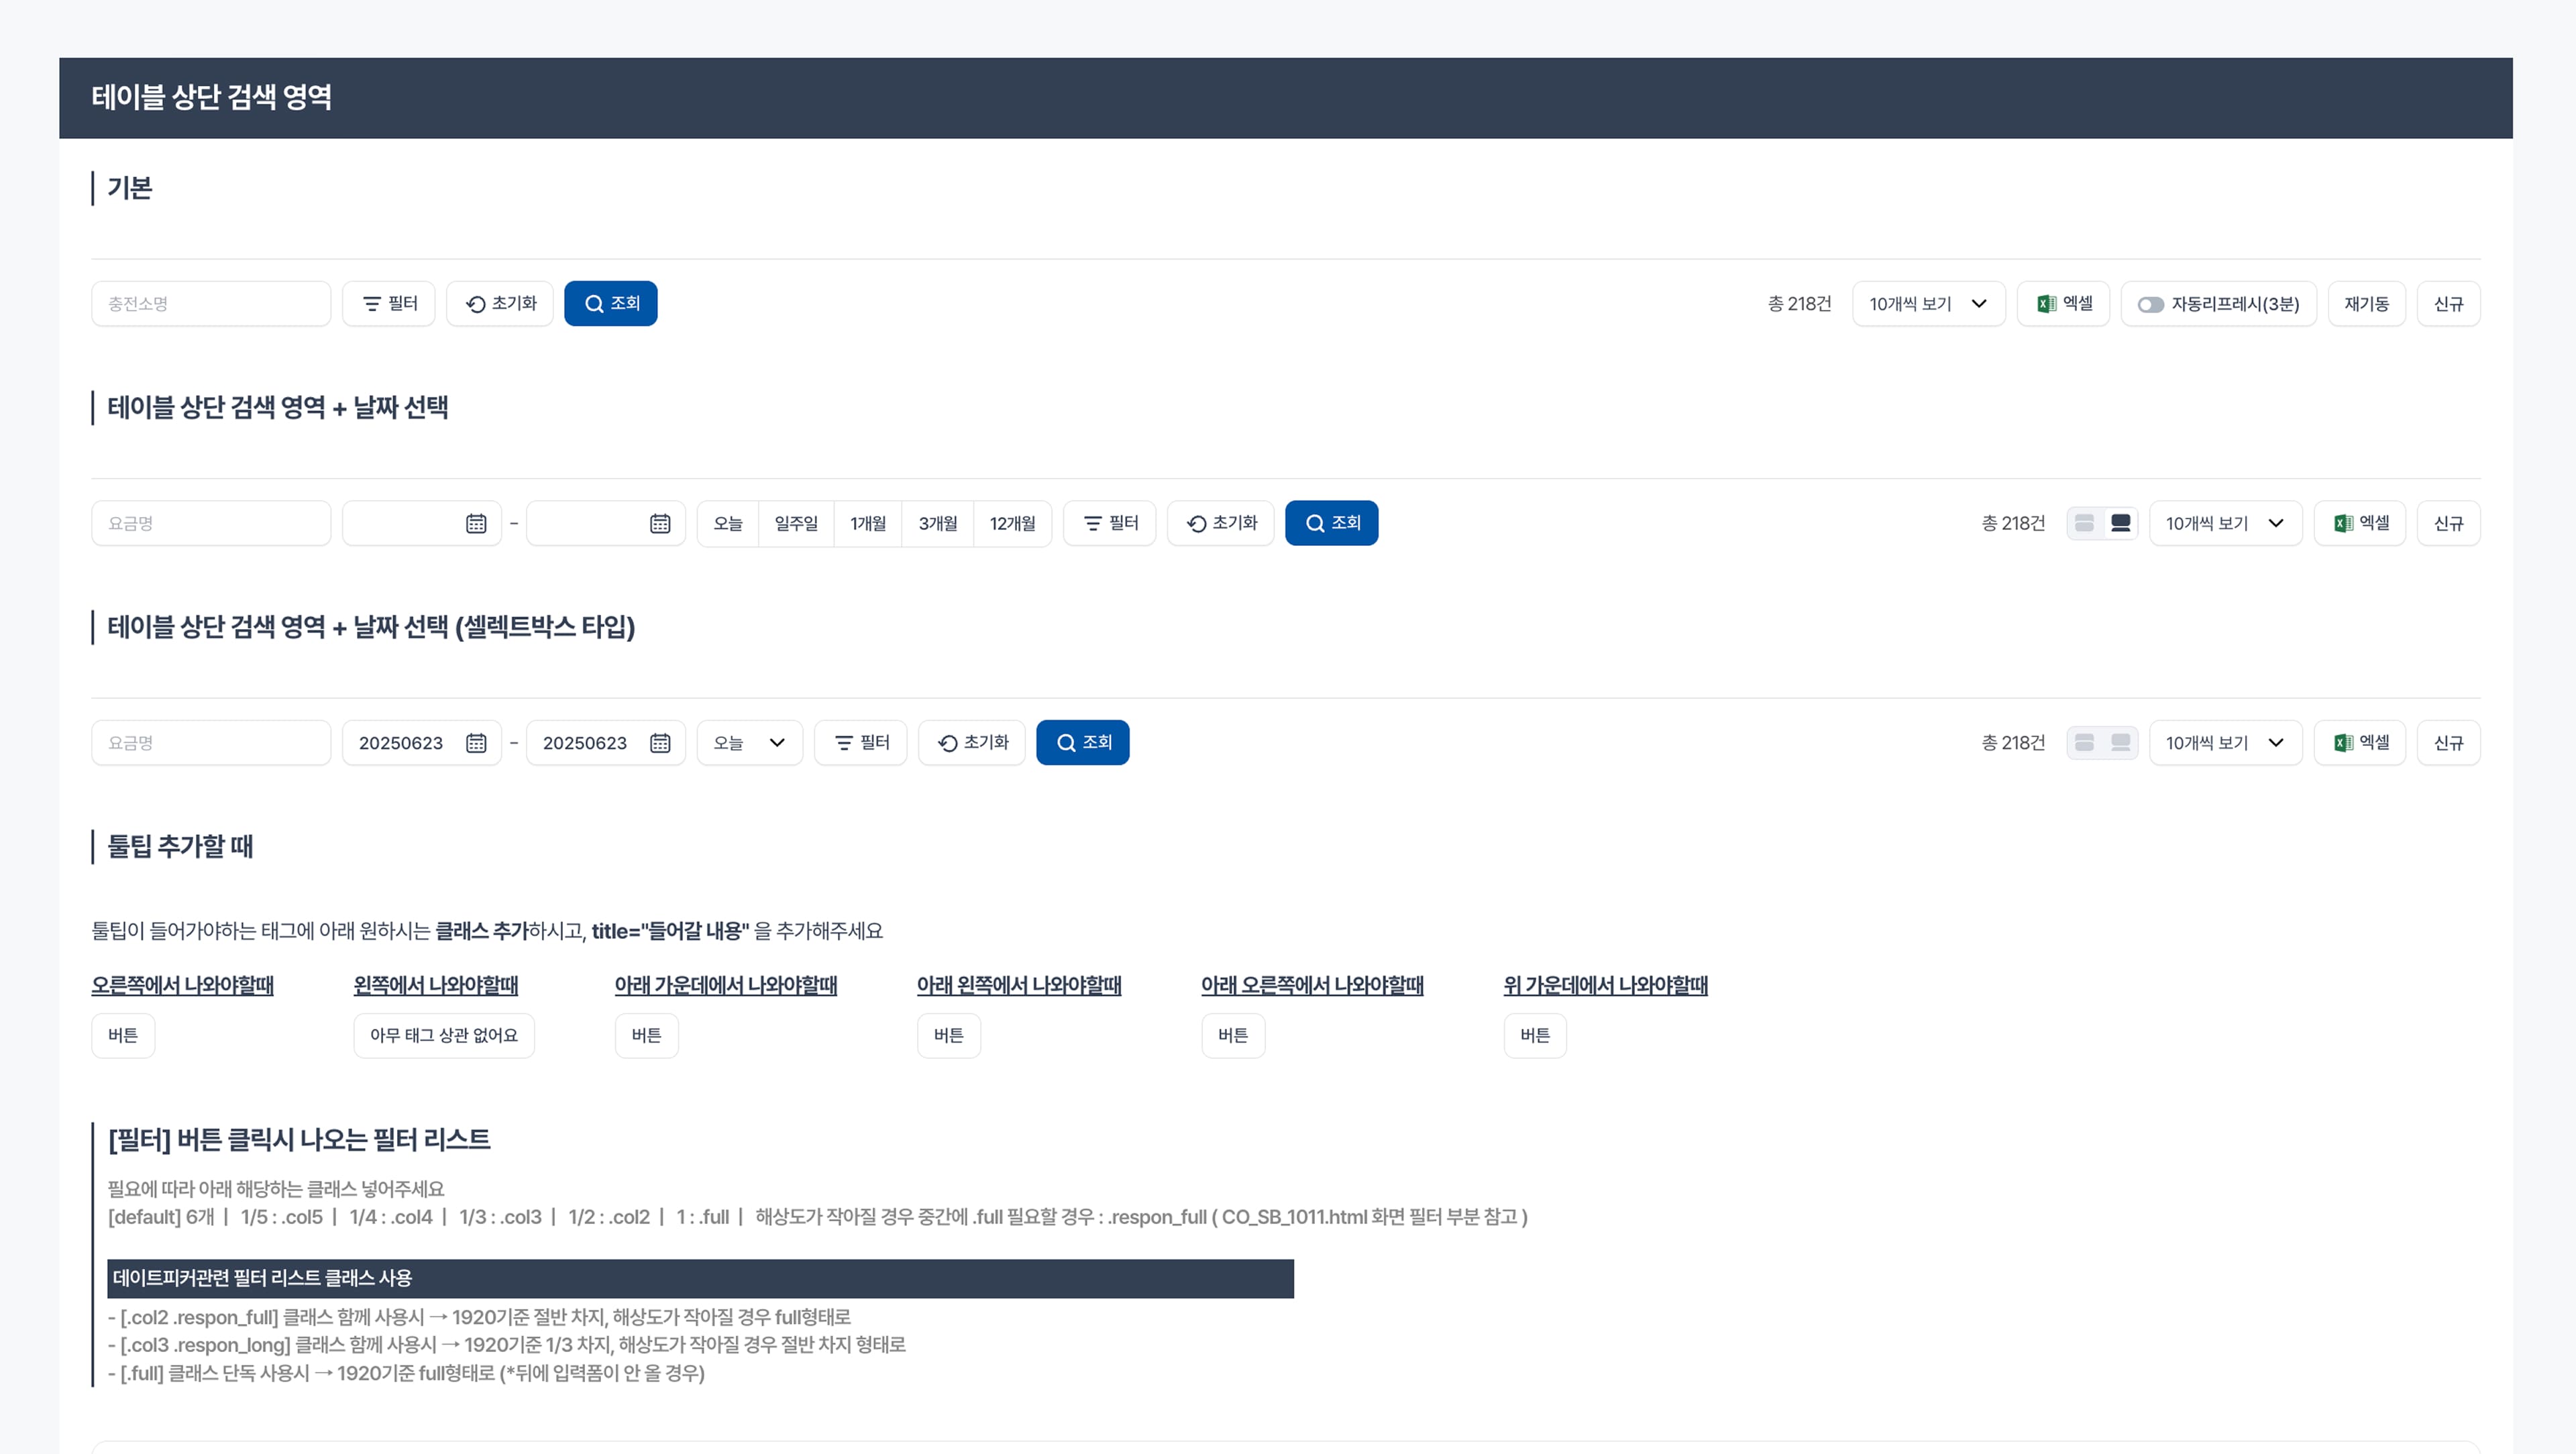 테이블 상단 검색 영역
기본
충전소명 필터 초기화 조회 총 218건 10개씩 보기 엑셀 자동리프레시(3분) 재기동 신규
테이블 상단 검색 영역 + 날짜 선택
요금명 - 오늘 일주일 1개월 3개월 12개월 필터 초기화 조회 총 218건 10개씩 보기 엑셀 신규
테이블 상단 검색 영역 + 날짜 선택 (셀렉트박스 타입)
요금명 20250623 - 20250623 오늘 필터 초기화 조회 총 218건 10개씩 보기 엑셀 신규
툴팁 추가할 때
툴팁이 들어가야하는 태그에 아래 원하시는 클래스 추가하시고, title="들어갈 내용" 을 추가해주세요
오른쪽에서 나와야할때 왼쪽에서 나와야할때 아래 가운데에서 나와야할때 아래 왼쪽에서 나와야할때 아래 오른쪽에서 나와야할때 위 가운데에서 나와야할때
버튼 아무 태그 상관 없어요 버튼 버튼 버튼 버튼
[필터] 버튼 클릭시 나오는 필터 리스트
필요에 따라 아래 해당하는 클래스 넣어주세요
[default] 6개 | 1/5 : .col5 | 1/4 : .col4 | 1/3 : .col3 | 1/2 : .col2 | 1 : .full | 해상도가 작아질 경우 중간에 .full 필요할 경우 : .respon_full ( CO_SB_1011.html 화면 필터 부분 참고 )
데이트피커관련 필터 리스트 클래스 사용
- [.col2 .respon_full] 클래스 함께 사용시 → 1920기준 절반 차지, 해상도가 작아질 경우 full형태로
- [.col3 .respon_long] 클래스 함께 사용시 → 1920기준 1/3 차지, 해상도가 작아질 경우 절반 차지 형태로
- [.full] 클래스 단독 사용시 → 1920기준 full형태로 (*뒤에 입력폼이 안 올 경우)